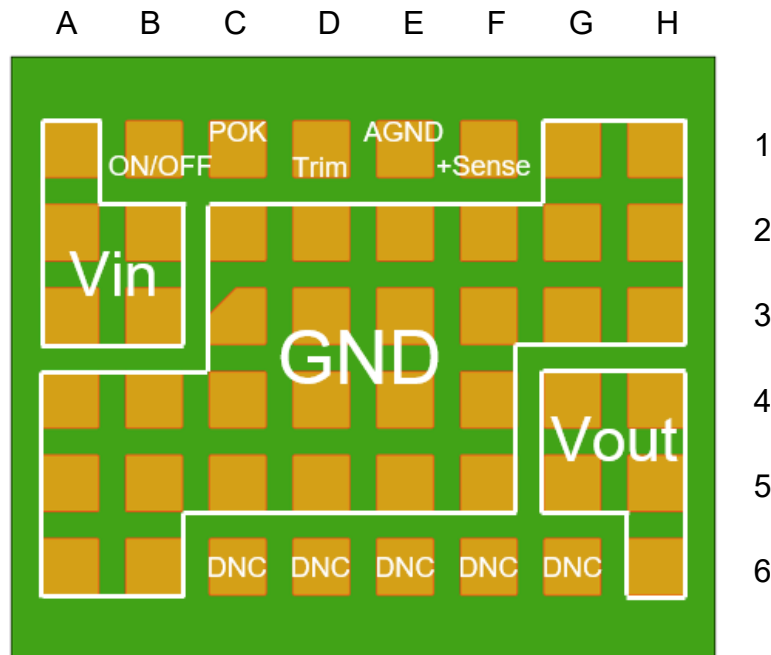 A B C D E F G H
POK AGND 1
ON/OFF Trim +Sense
2
Vin
3
GND
4
Vout
5
DNC DNC DNC DNC DNC 6